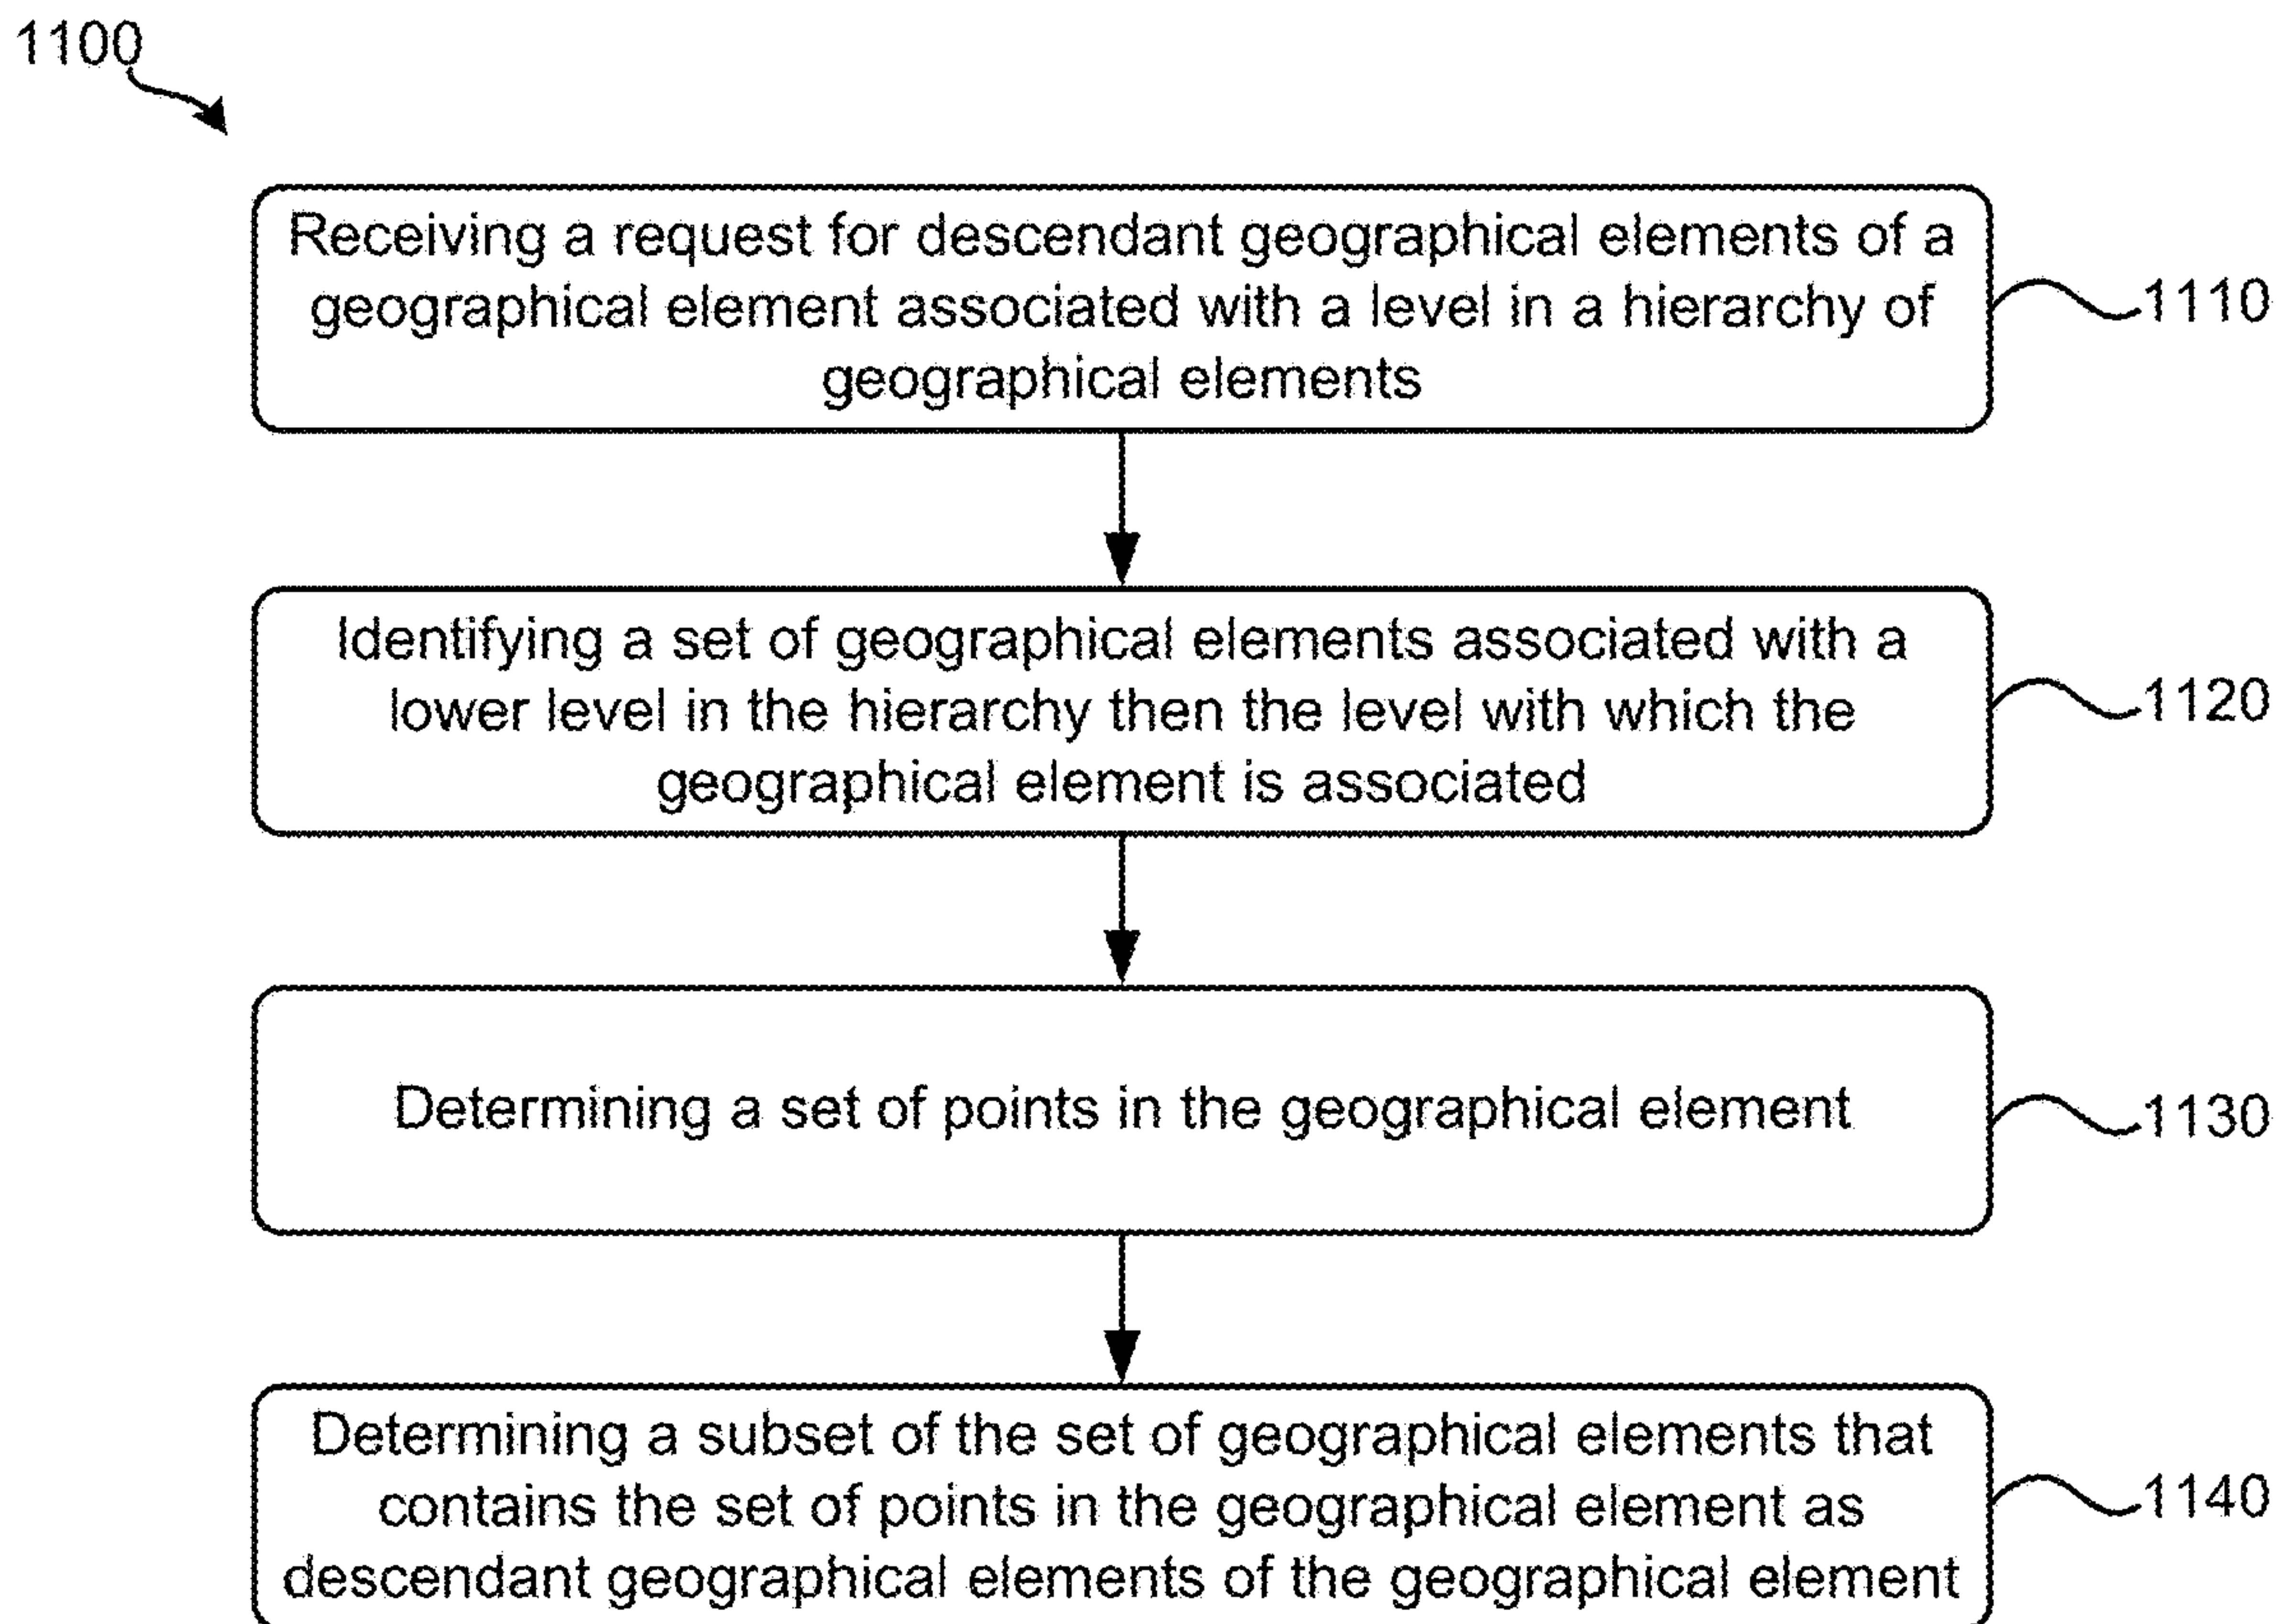 1100
Receiving a request for descendant geographical elements of a
geographical element associated with a level in a hierarchy of
geographical elements
1110
Identifying a set of geographical elements associated with a
lower level in the hierarchy then the level with which the
geographical element is associated
1120
Determining a set of points in the geographical element
1130
Determining a subset of the set of geographical elements that
contains the set of points in the geographical element as
descendant geographical elements of the geographical element
1140